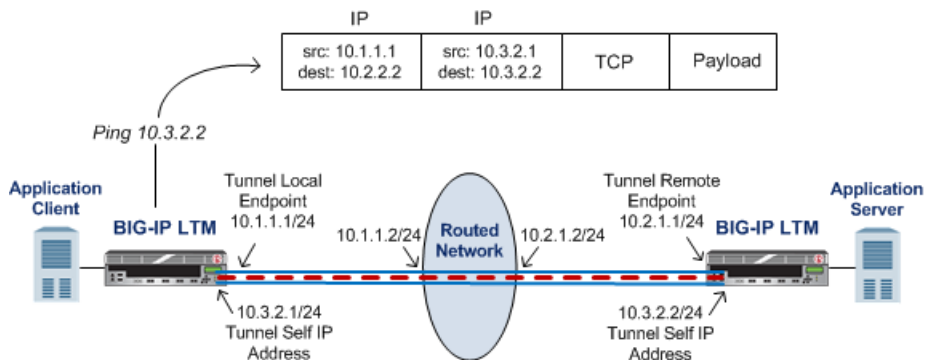 IP
IP
src: 10.1.1.1
dest: 10.2.2.2
src: 10.3.2.1
dest: 10.3.2.2
TCP
Payload
Ping 10.3.2.2
Application
Client
BIG-IP LTM
Tunnel Local
Endpoint
10.1.1.1/24
10.1.1.2/24
Routed
Network
10.2.1.2/24
Tunnel Remote
Endpoint
10.2.1.1/24
BIG-IP LTM
Application
Server
10.3.2.1/24
Tunnel Self IP
Address
10.3.2.2/24
Tunnel Self IP
Address